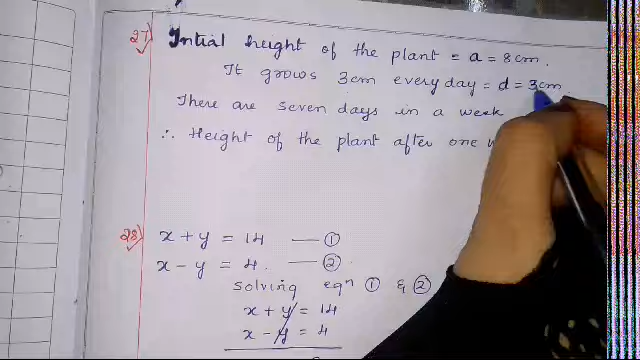 27) Intial height of the plant = a = 8cm.
It grows 3cm every day = d = 3cm
There are seven days in a week
∴ Height of the plant after one
28) x + y = 14 —— ①
x - y = 4. —— ②
solving eqn ① & ②
x + y = 14
x - y = 4